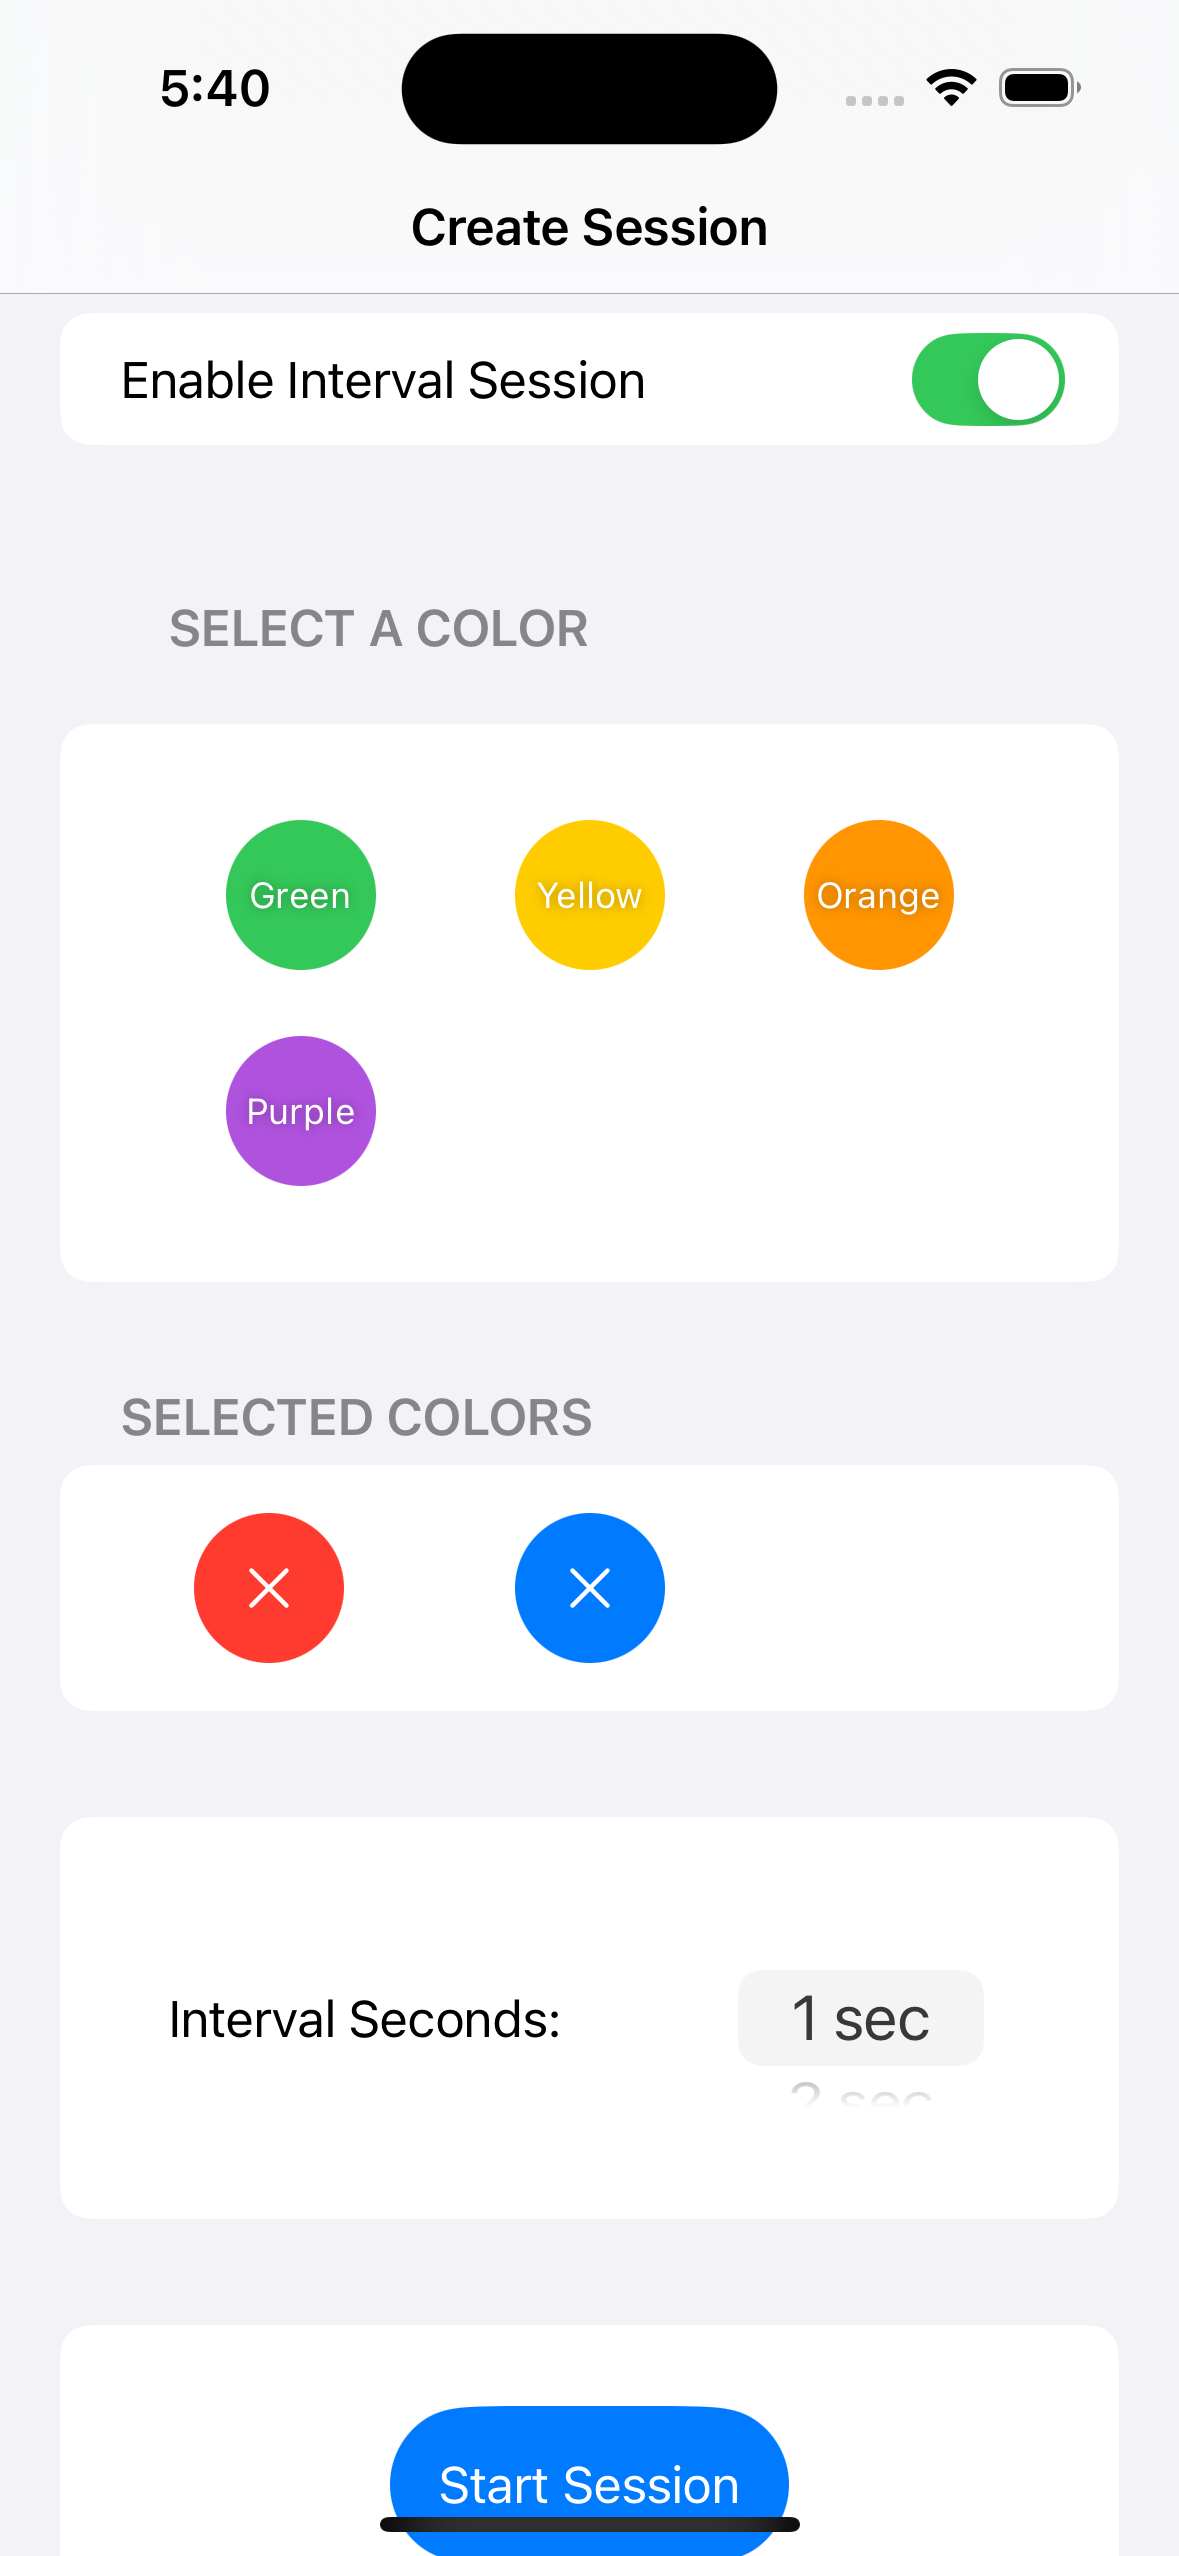 5:40
Create Session
Enable Interval Session
SELECT A COLOR
Green
Yellow
Orange
Purple
SELECTED COLORS
Interval Seconds:
1 sec
2 sec
Start Session